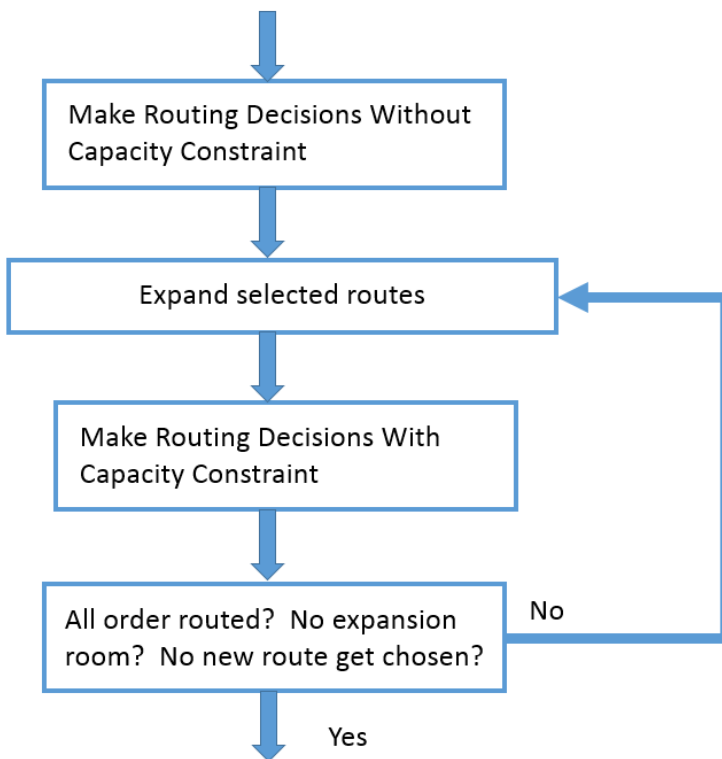 Make Routing Decisions Without
Capacity Constraint
Expand selected routes
Make Routing Decisions With
Capacity Constraint
All order routed?  No expansion
room?  No new route get chosen?
No
Yes